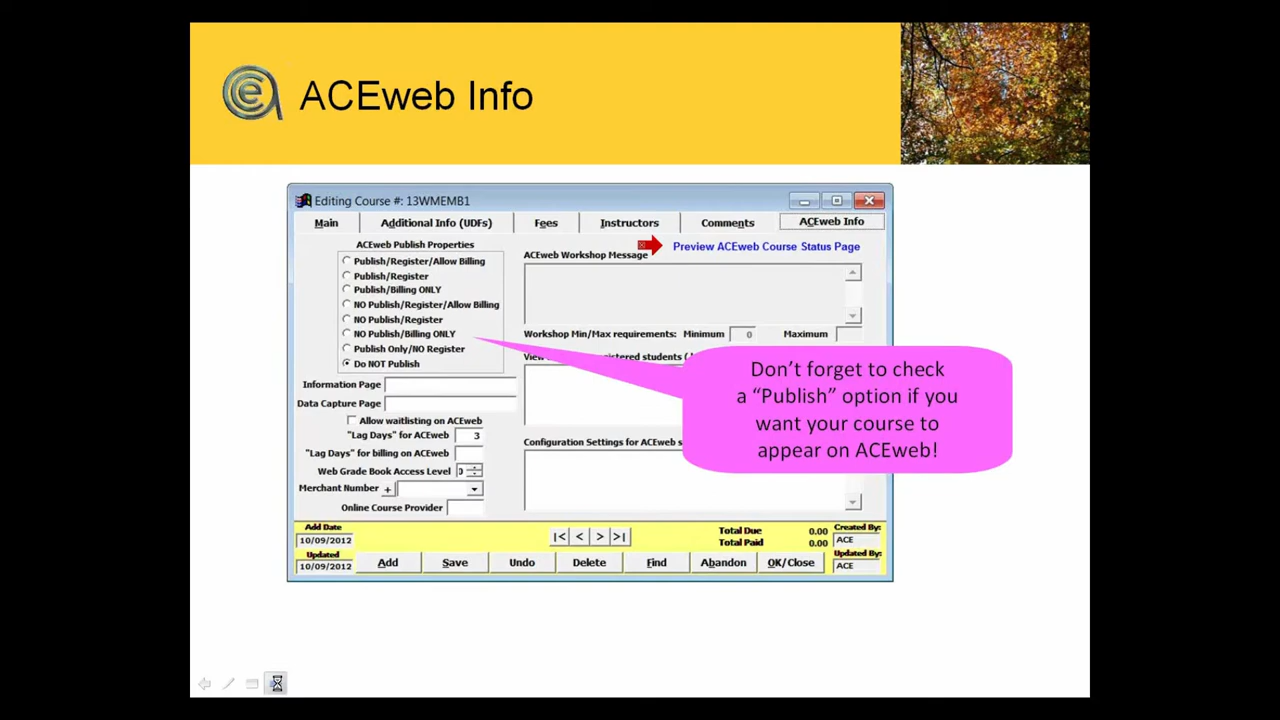 ACEweb Info
Editing Course #: 13WMEMB1
Main
Additional Info (UDFs)
Fees
Instructors
Comments
ACEweb Info
ACEweb Publish Properties
Publish/Register/Allow Billing
Publish/Register
Publish/Billing ONLY
NO Publish/Register/Allow Billing
NO Publish/Register
NO Publish/Billing ONLY
Publish Only/NO Register
Do NOT Publish
Information Page
Data Capture Page
Allow waitlisting on ACEweb
"Lag Days" for ACEweb 3
"Lag Days" for billing on ACEweb
Web Grade Book Access Level 0
Merchant Number +
Online Course Provider
Preview ACEweb Course Status Page
ACEweb Workshop Message
Workshop Min/Max requirements: Minimum 0 Maximum
View
istered students (
Configuration Settings for ACEweb s
Don't forget to check
a “Publish” option if you
want your course to
appear on ACEweb!
Add Date
10/09/2012
Updated
10/09/2012
|< < > >|
Total Due 0.00
Total Paid 0.00
Created By:
ACE
Updated By:
ACE
Add
Save
Undo
Delete
Find
Abandon
OK/Close